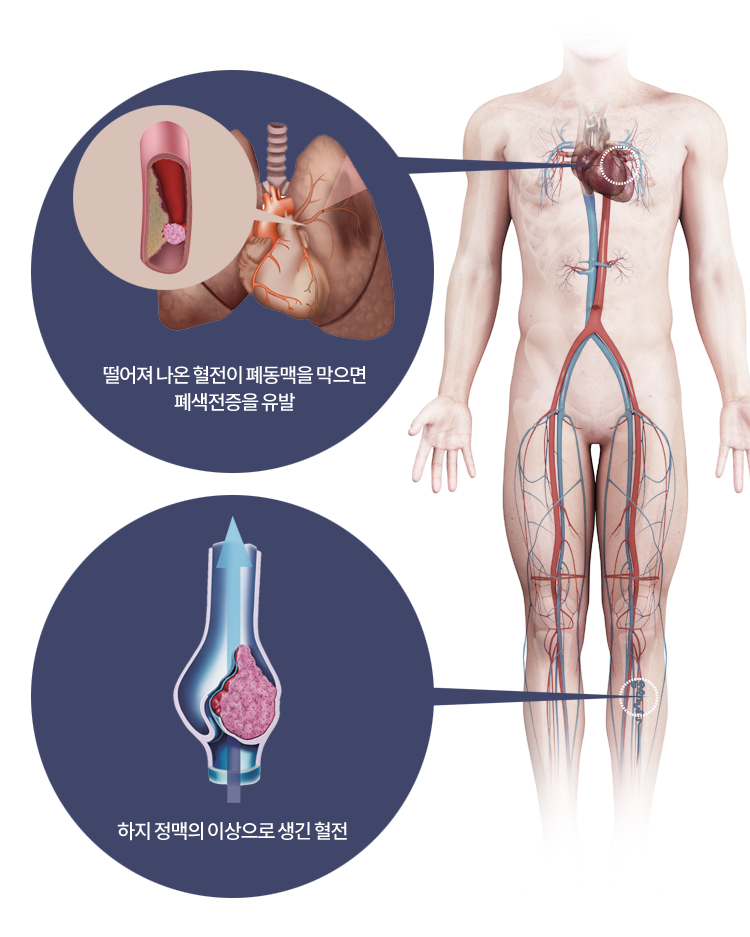 떨어져 나온 혈전이 폐동맥을 막으면
폐색전증을 유발
하지 정맥의 이상으로 생긴 혈전